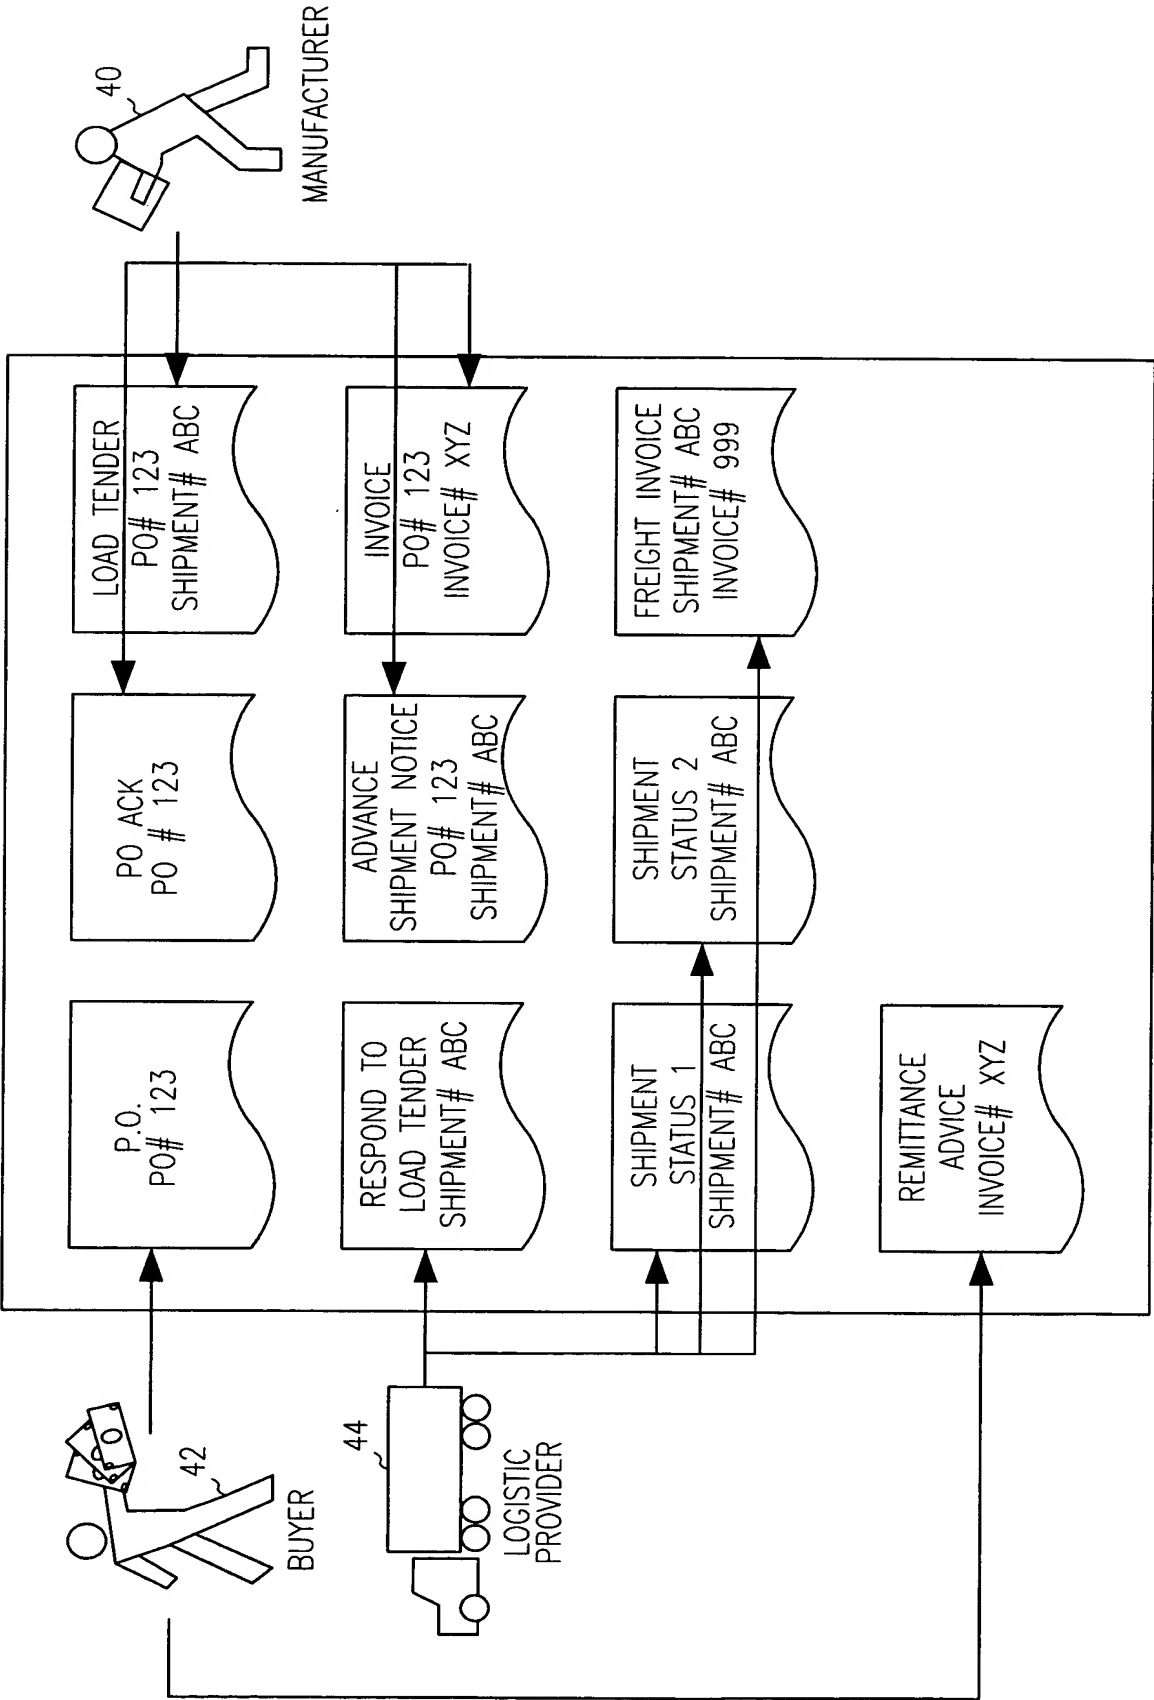 42
BUYER
P.O.
PO# 123
PO ACK
PO # 123
LOAD TENDER
PO# 123
SHIPMENT# ABC
40
MANUFACTURER
44
LOGISTIC
PROVIDER
RESPOND TO
LOAD TENDER
SHIPMENT# ABC
ADVANCE
SHIPMENT NOTICE
PO# 123
SHIPMENT# ABC
INVOICE
PO# 123
INVOICE# XYZ
SHIPMENT
STATUS 1
SHIPMENT# ABC
SHIPMENT
STATUS 2
SHIPMENT# ABC
FREIGHT INVOICE
SHIPMENT# ABC
INVOICE# 999
REMITTANCE
ADVICE
INVOICE# XYZ